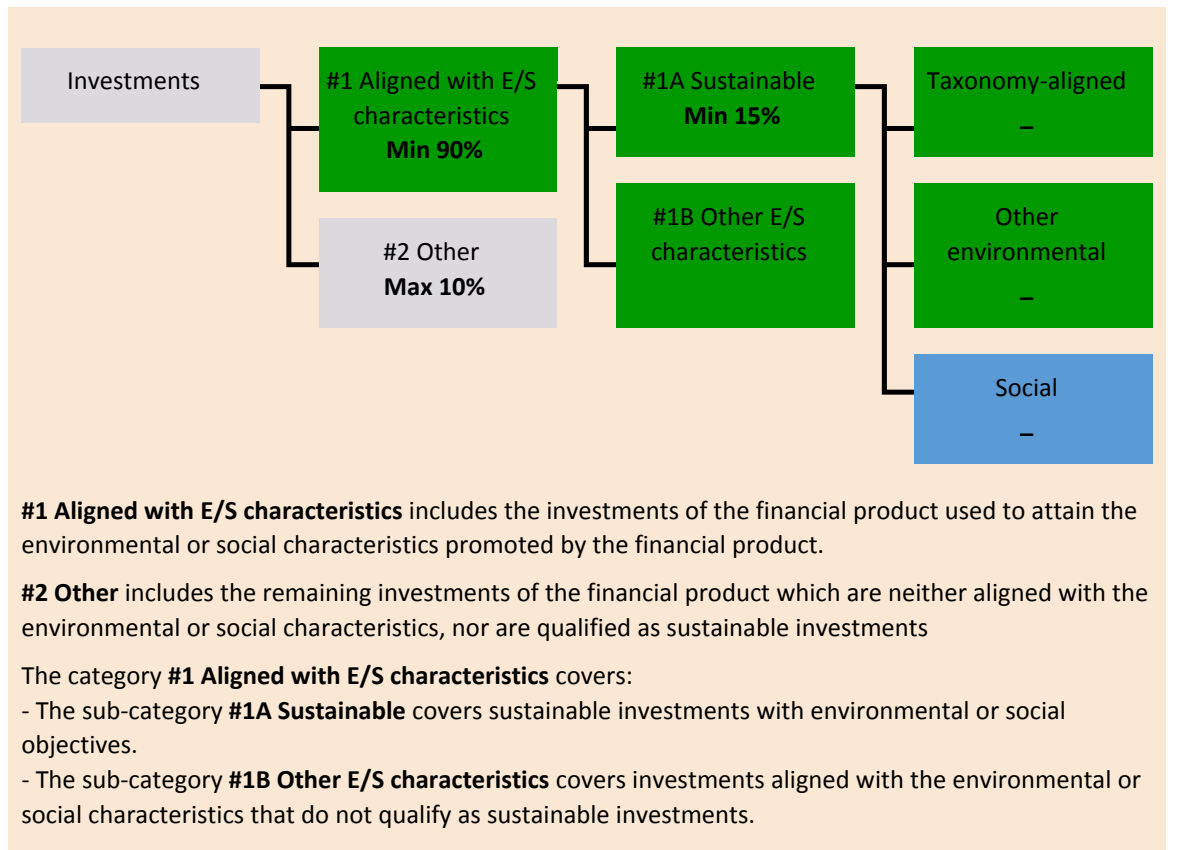 Investments
#1 Aligned with E/S
characteristics
Min 90%
#2 Other
Max 10%
#1A Sustainable
Min 15%
#1B Other E/S
characteristics
Taxonomy-aligned
–
Other
environmental
–
Social
–
#1 Aligned with E/S characteristics includes the investments of the financial product used to attain the
environmental or social characteristics promoted by the financial product.
#2 Other includes the remaining investments of the financial product which are neither aligned with the
environmental or social characteristics, nor are qualified as sustainable investments
The category #1 Aligned with E/S characteristics covers:
- The sub-category #1A Sustainable covers sustainable investments with environmental or social
objectives.
- The sub-category #1B Other E/S characteristics covers investments aligned with the environmental or
social characteristics that do not qualify as sustainable investments.